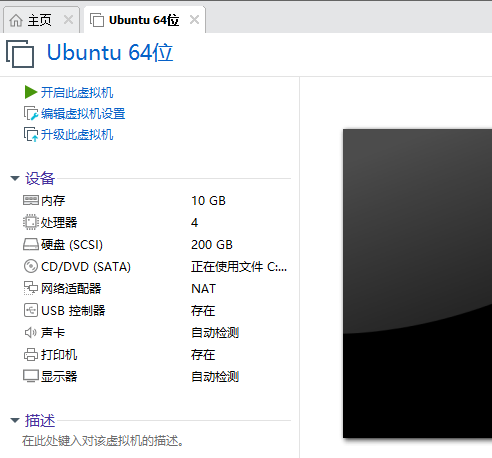 主页
Ubuntu 64位
Ubuntu 64位
开启此虚拟机
编辑虚拟机设置
升级此虚拟机
设备
内存 10 GB
处理器 4
硬盘 (SCSI) 200 GB
CD/DVD (SATA) 正在使用文件 C:...
网络适配器 NAT
USB 控制器 存在
声卡 自动检测
打印机 存在
显示器 自动检测
描述
在此处键入对该虚拟机的描述。